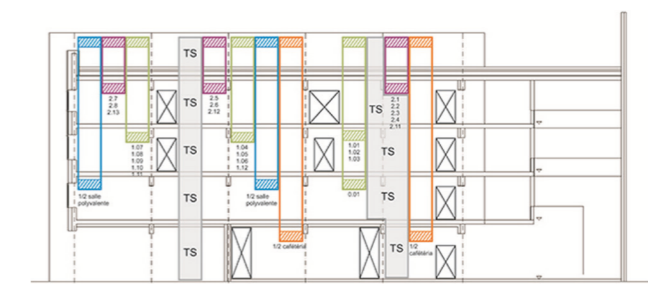 TS
TS
TS
TS
TS
2.7
2.8
2.13
2.5
2.6
2.12
2.1
2.2
2.3
2.4
2.11
TS
TS
TS
TS
1.07
1.08
1.09
1.10
1.11
1.04
1.05
1.06
1.12
1.01
1.02
1.03
1/2 salle
polyvalente
1/2 salle
polyvalente
0.01
1/2 cafétéria
1/2
cafétéria